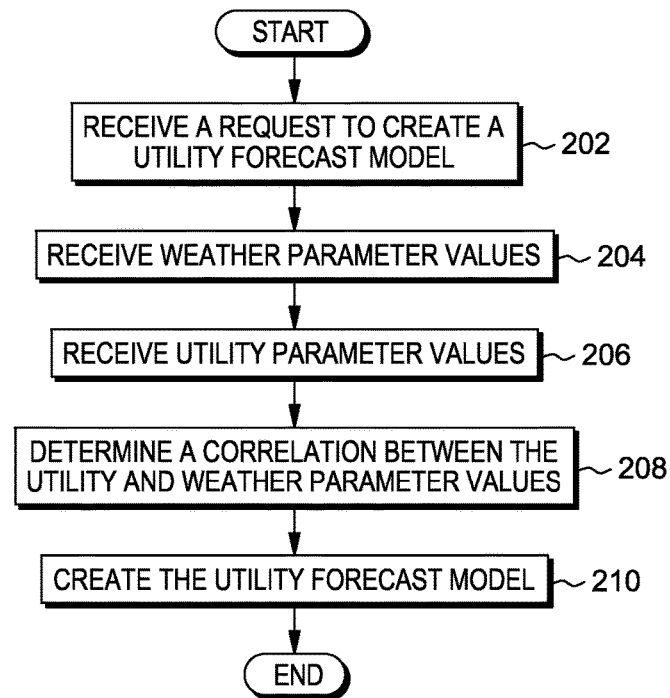 START
RECEIVE A REQUEST TO CREATE A
UTILITY FORECAST MODEL
202
RECEIVE WEATHER PARAMETER VALUES
204
RECEIVE UTILITY PARAMETER VALUES
206
DETERMINE A CORRELATION BETWEEN THE
UTILITY AND WEATHER PARAMETER VALUES
208
CREATE THE UTILITY FORECAST MODEL
210
END